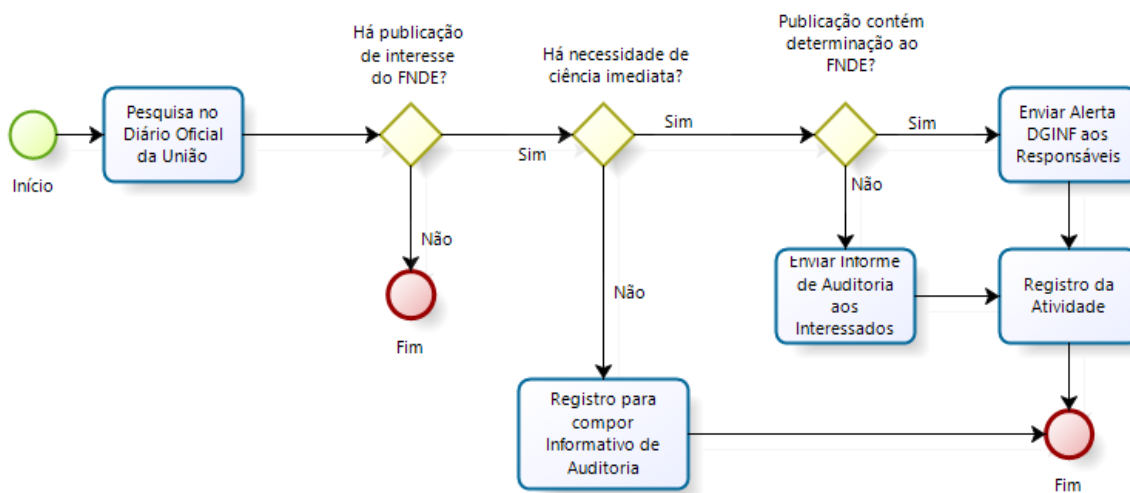 Há publicação
de interesse
do FNDE?
Há necessidade de
ciência imediata?
Publicação contém
determinação ao
FNDE?
Início
Pesquisa no
Diário Oficial
da União
Sim
Sim
Sim
Enviar Alerta
DGINF aos
Responsáveis
Não
Não
Não
Fim
Enviar Informe
de Auditoria
aos
Interessados
Registro da
Atividade
Registro para
compor
Informativo de
Auditoria
Fim